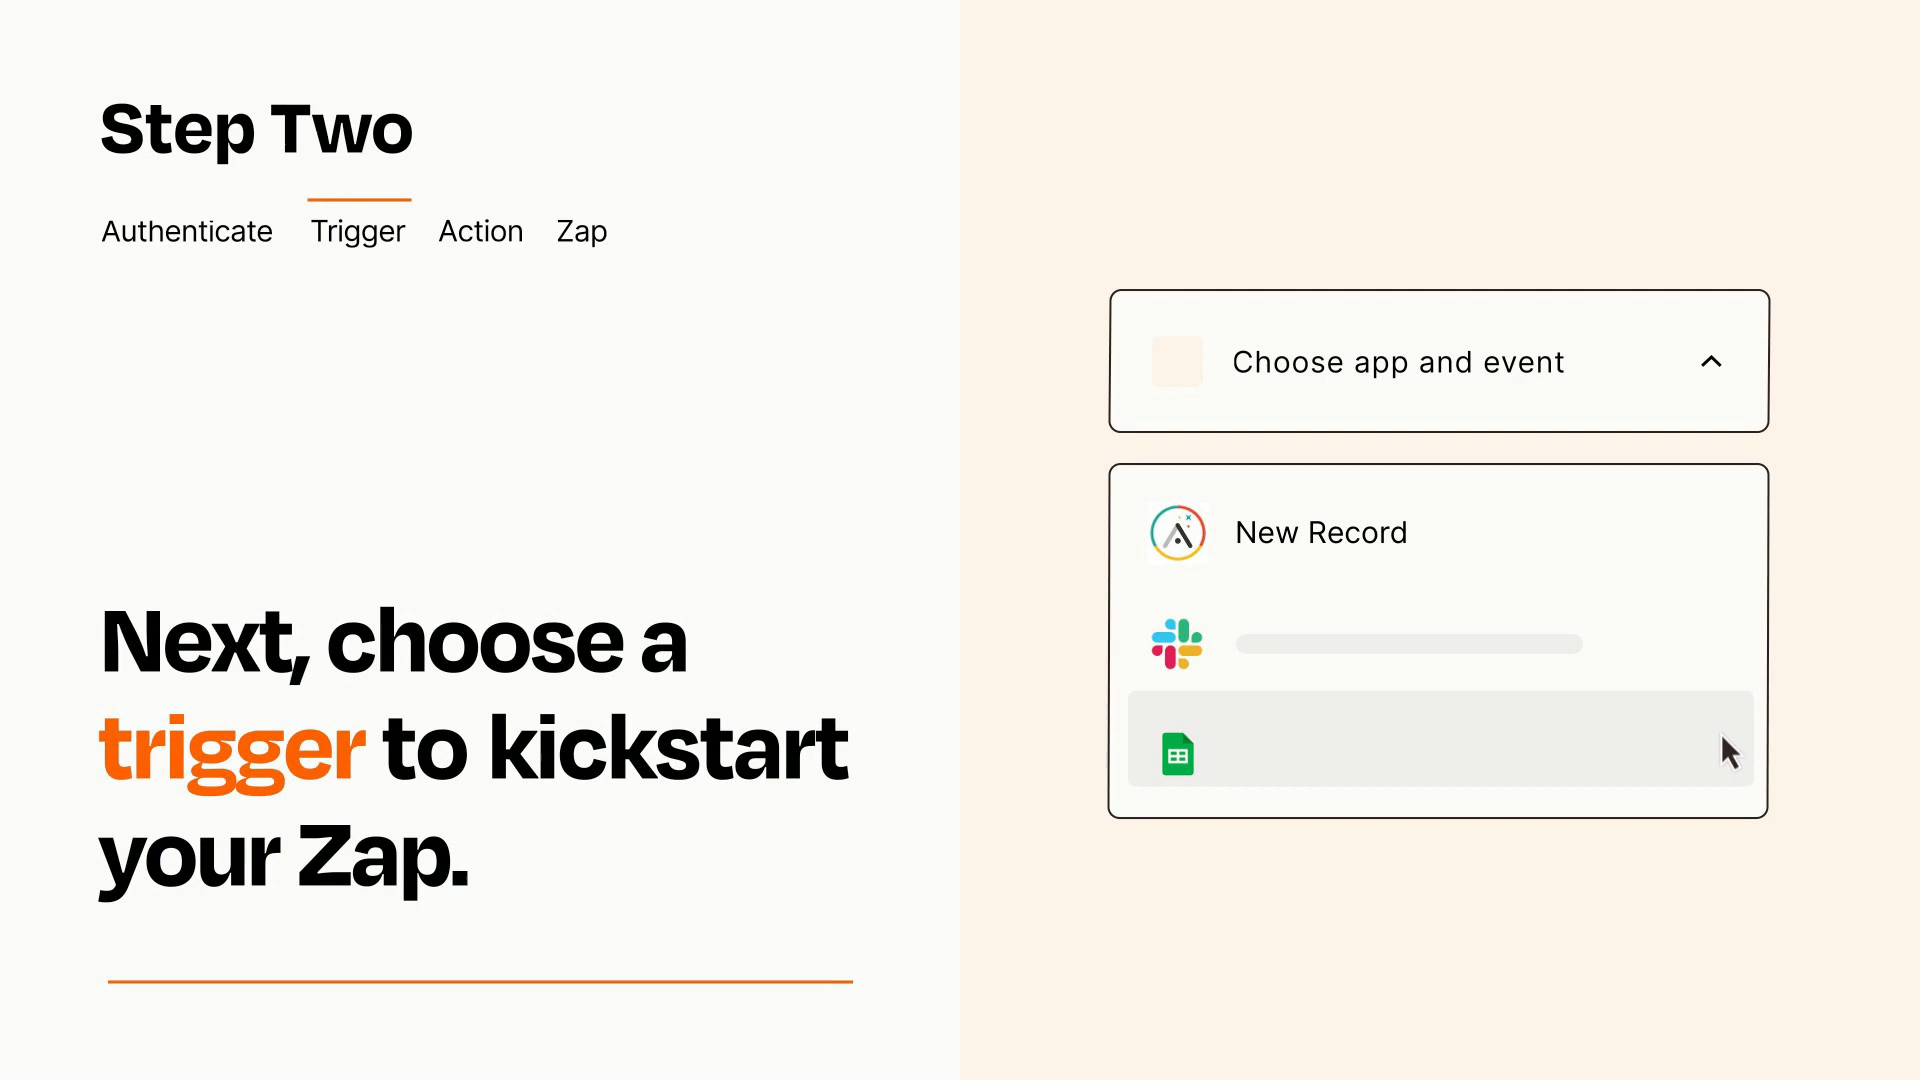 Step Two
Authenticate Trigger Action Zap
Next, choose a
trigger to kickstart
your Zap.
Choose app and event
New Record